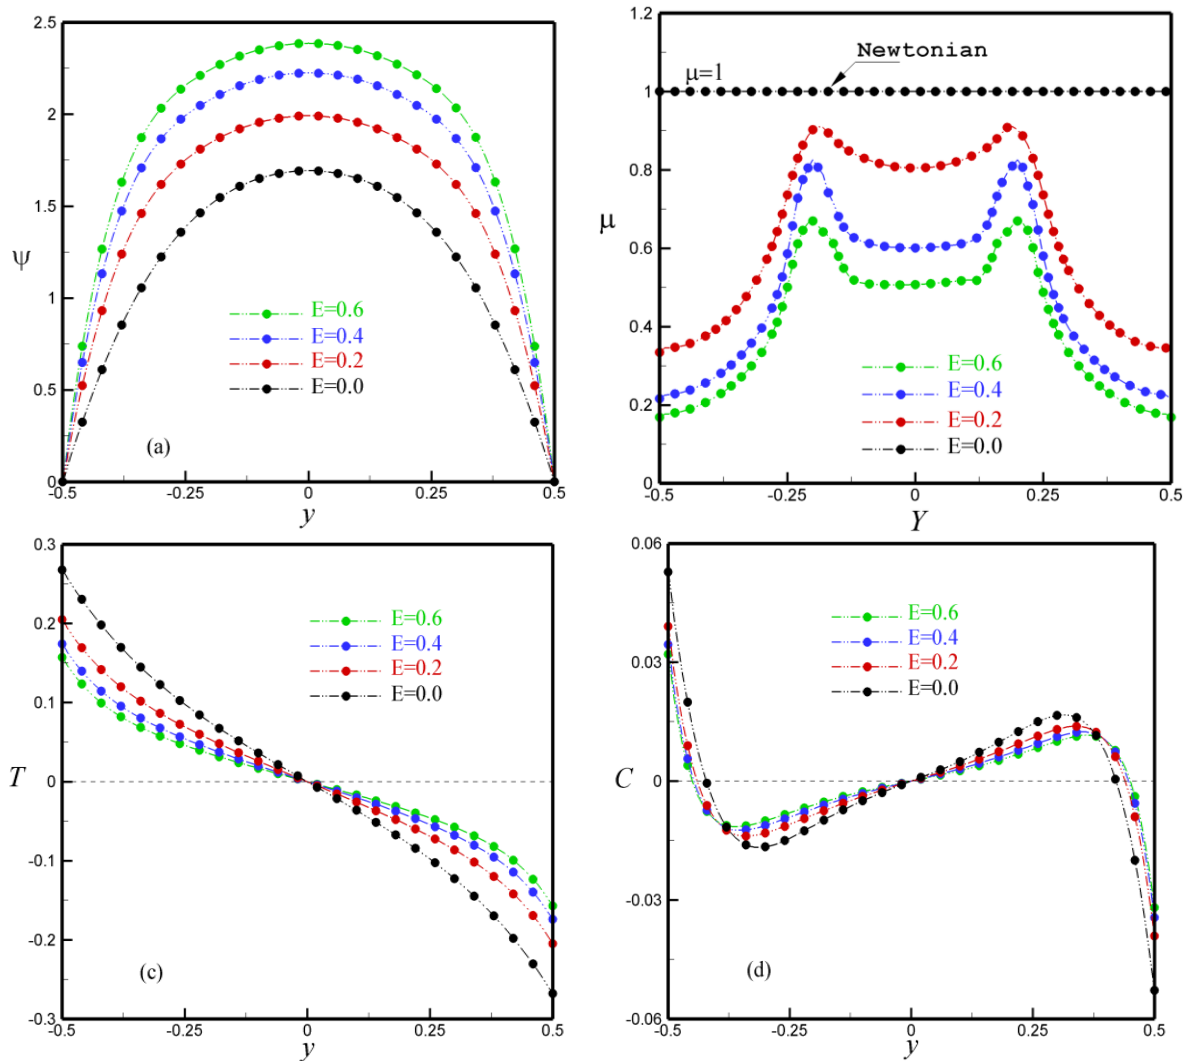 2.5
2
1.5
1
0.5
0
ψ
E=0.6
E=0.4
E=0.2
E=0.0
(a)
-0.5 -0.25 0 0.25 0.5
y
1.2
1
0.8
0.6
0.4
0.2
0
μ
Newtonian
μ=1
E=0.6
E=0.4
E=0.2
E=0.0
-0.5 -0.25 0 0.25 0.5
Y
0.3
0.2
0.1
0
-0.1
-0.2
-0.3
T
E=0.6
E=0.4
E=0.2
E=0.0
(c)
-0.5 -0.25 0 0.25 0.5
y
0.06
0.03
0
-0.03
-0.06
C
E=0.6
E=0.4
E=0.2
E=0.0
(d)
-0.5 -0.25 0 0.25 0.5
y